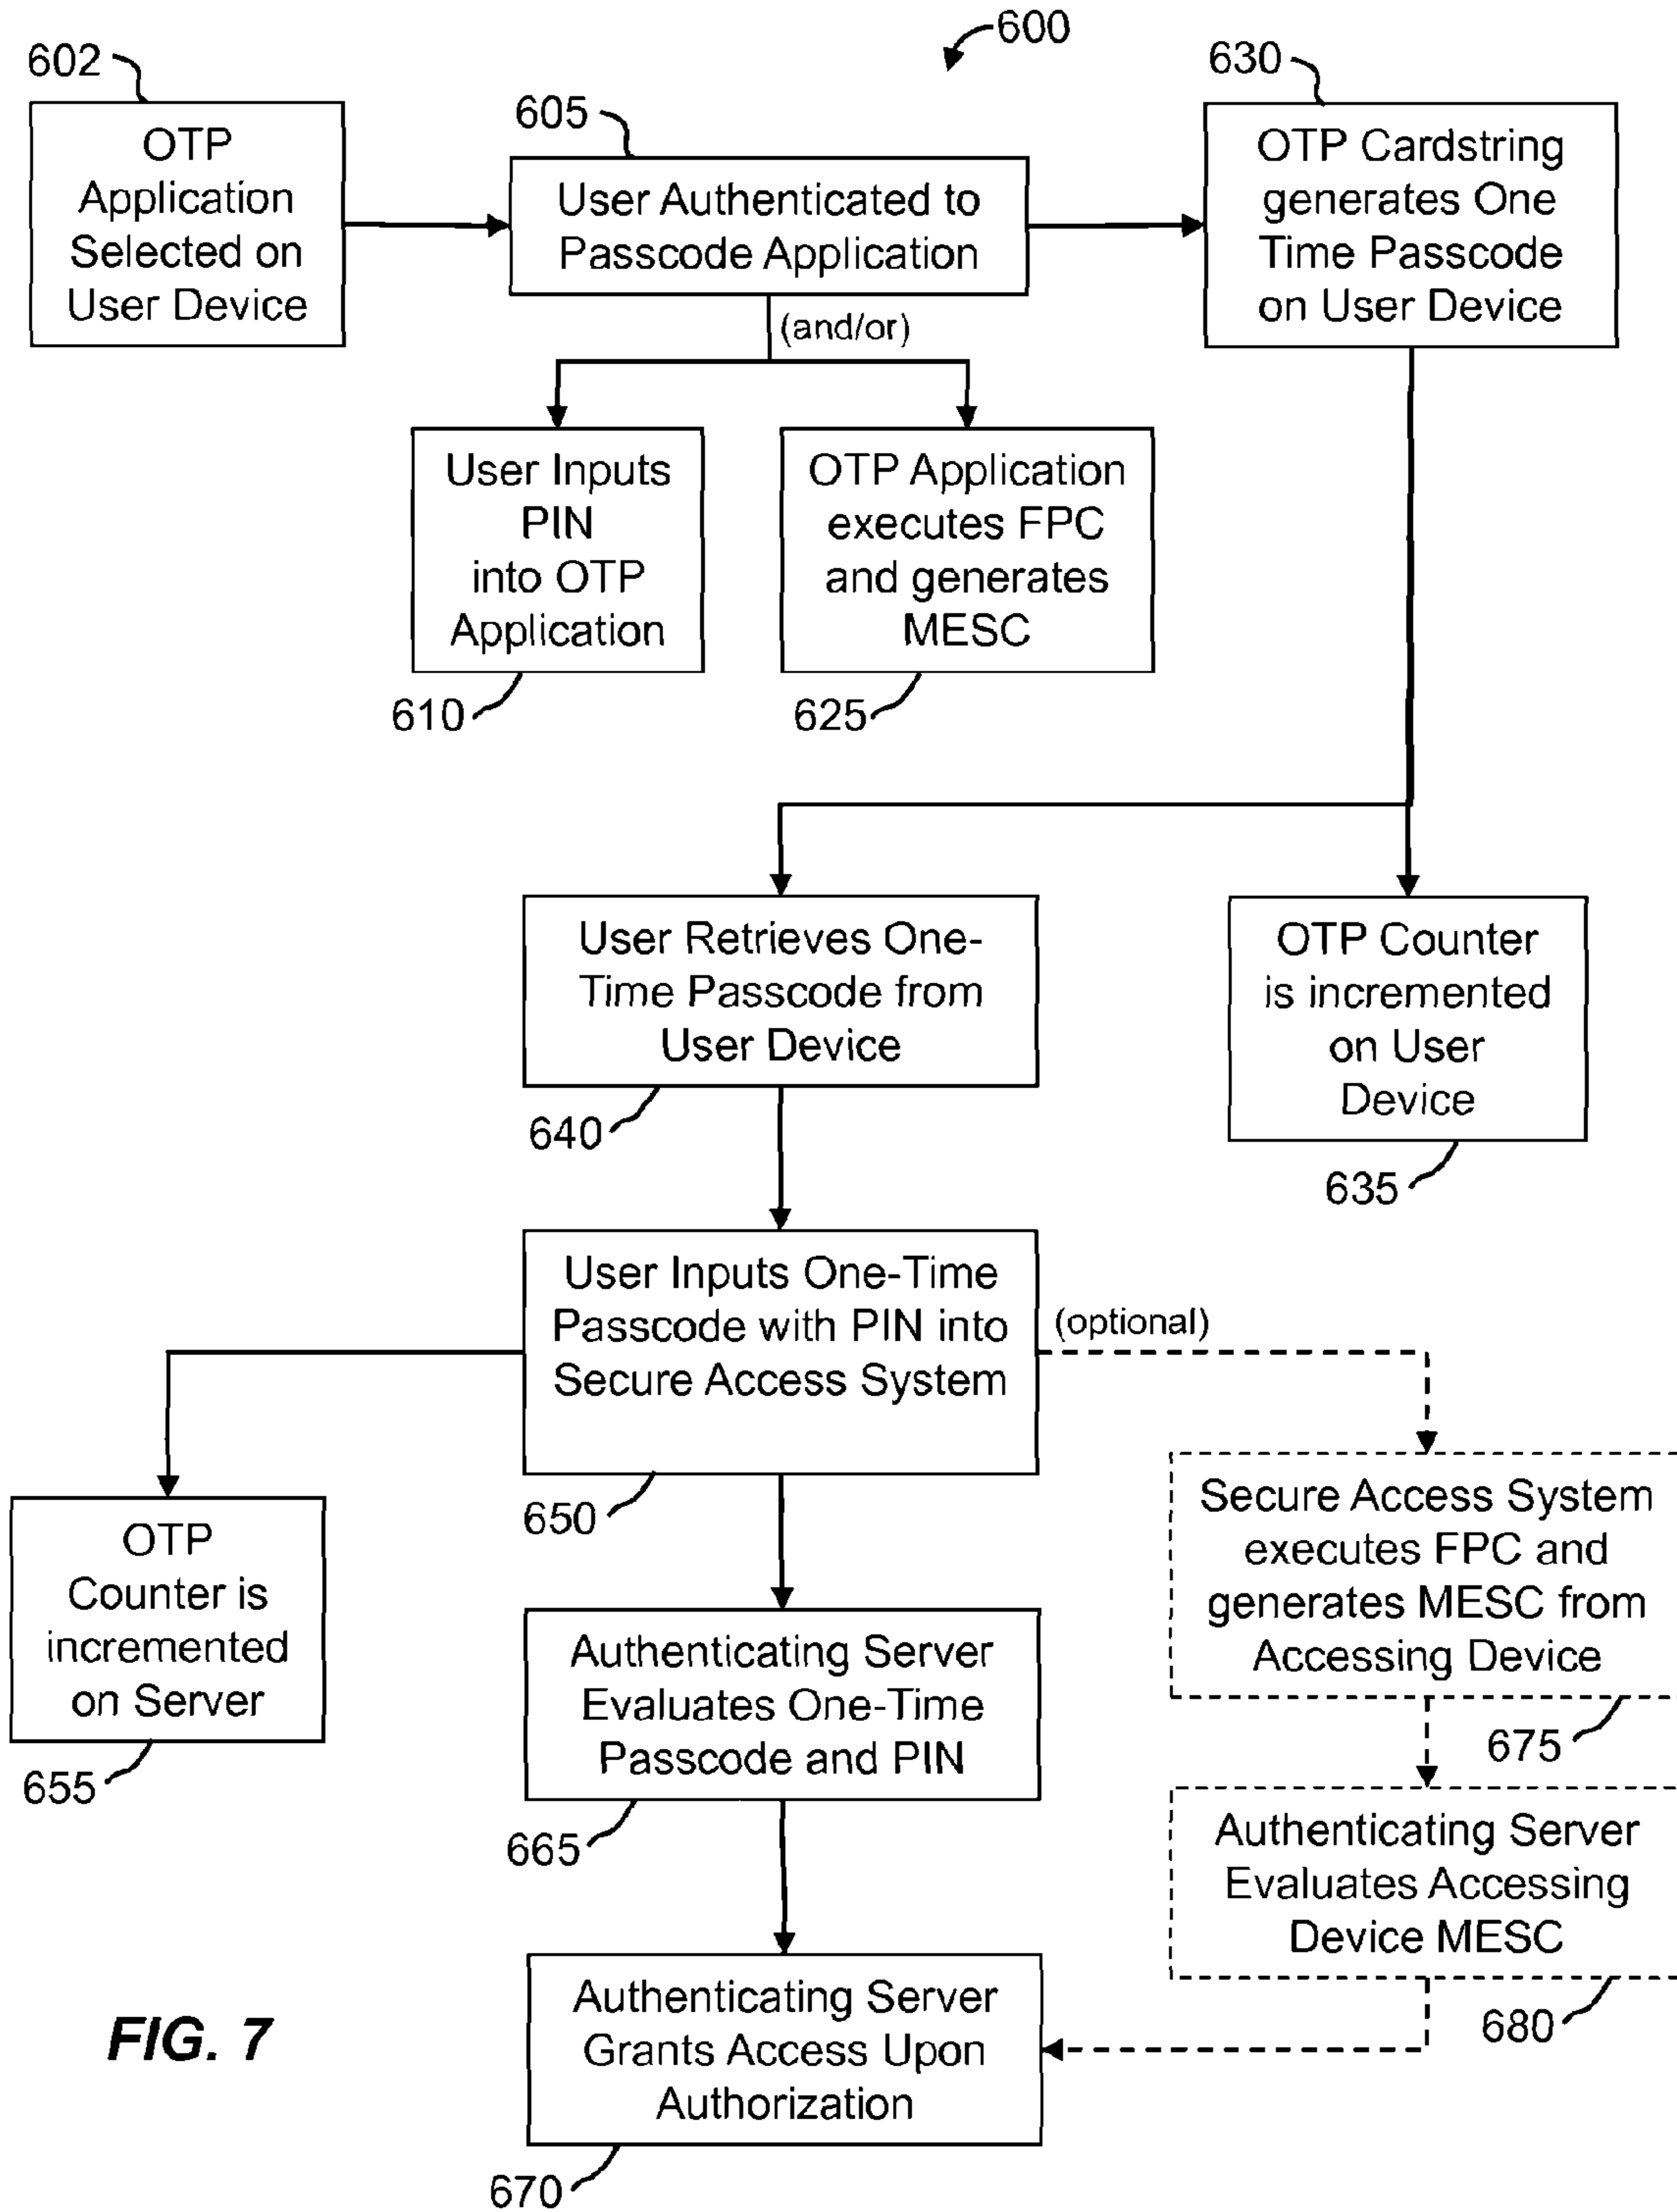 600
602
OTP
Application
Selected on
User Device
605
User Authenticated to
Passcode Application
630
OTP Cardstring
generates One
Time Passcode
on User Device
(and/or)
User Inputs
PIN
into OTP
Application
610
OTP Application
executes FPC
and generates
MESC
625
User Retrieves One-
Time Passcode from
User Device
640
OTP Counter
is incremented
on User
Device
635
User Inputs One-Time
Passcode with PIN into
Secure Access System
650
(optional)
OTP
Counter is
incremented
on Server
655
Authenticating Server
Evaluates One-Time
Passcode and PIN
665
Secure Access System
executes FPC and
generates MESC from
Accessing Device
675
Authenticating Server
Evaluates Accessing
Device MESC
680
Authenticating Server
Grants Access Upon
Authorization
670
FIG. 7